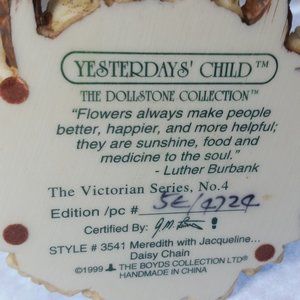 YESTERDAYS' CHILD™
THE DOLLSTONE COLLECTION™
"Flowers always make people
better, happier, and more helpful;
they are sunshine, food and
medicine to the soul."
- Luther Burbank
The Victorian Series, No.4
Edition /pc # 5E/4724
Certified By:
STYLE # 3541 Meredith with Jacqueline...
Daisy Chain
©1999 THE BOYDS COLLECTION LTD®
HANDMADE IN CHINA